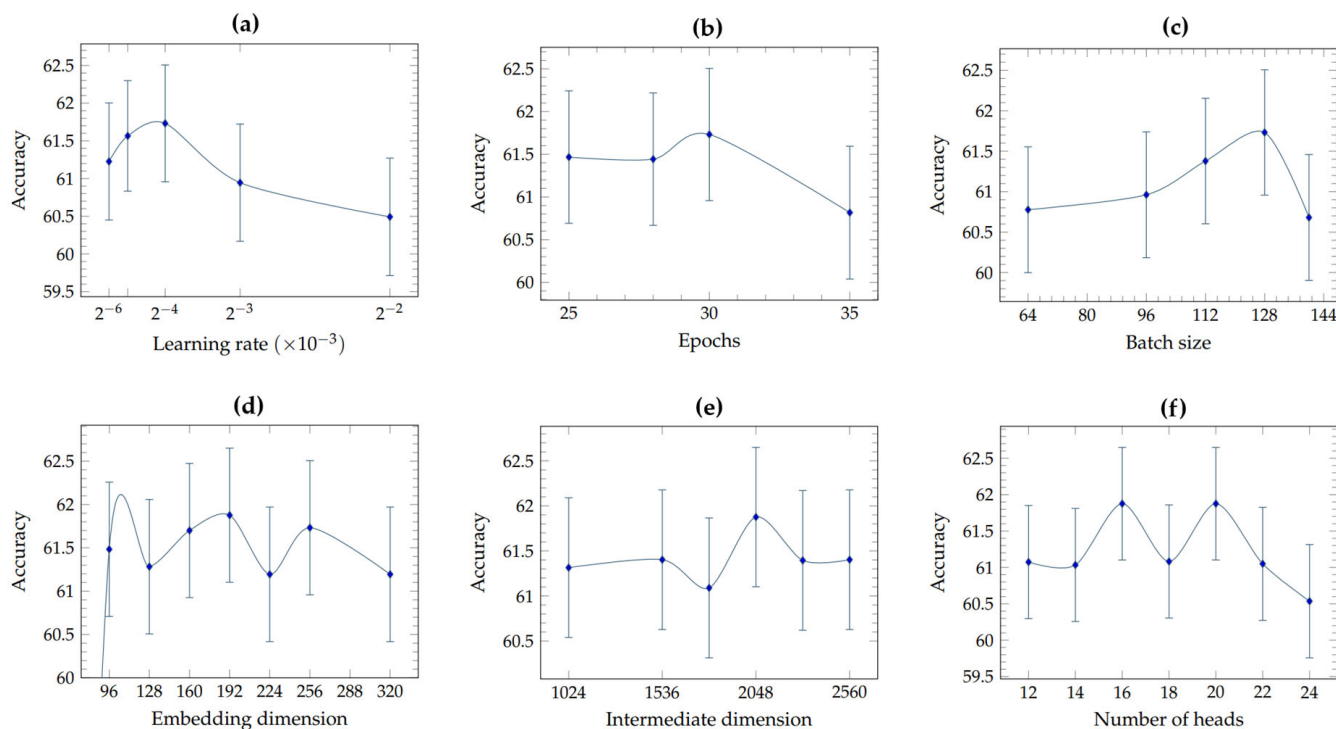 (a)
Accuracy
62.5
62
61.5
61
60.5
60
59.5
2−6 2−4 2−3 2−2
Learning rate (×10−3)
(b)
Accuracy
62.5
62
61.5
61
60.5
60
25 30 35
Epochs
(c)
Accuracy
62.5
62
61.5
61
60.5
60
64 80 96 112 128 144
Batch size
(d)
Accuracy
62.5
62
61.5
61
60.5
60
96 128 160 192 224 256 288 320
Embedding dimension
(e)
Accuracy
62.5
62
61.5
61
60.5
1024 1536 2048 2560
Intermediate dimension
(f)
Accuracy
62.5
62
61.5
61
60.5
60
59.5
12 14 16 18 20 22 24
Number of heads